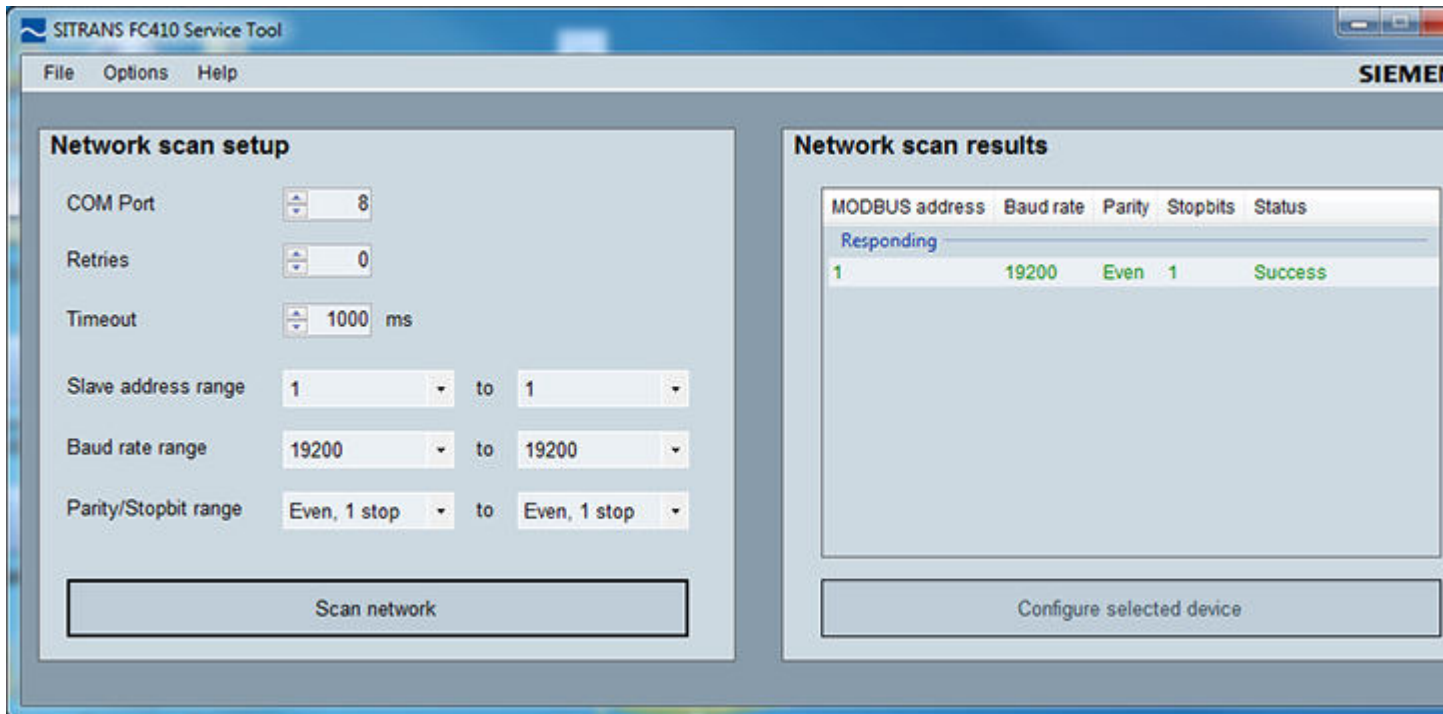 SITRANS FC410 Service Tool
File Options Help
Network scan setup
COM Port 8
Retries 0
Timeout 1000 ms
Slave address range 1 to 1
Baud rate range 19200 to 19200
Parity/Stopbit range Even, 1 stop to Even, 1 stop
Scan network
Network scan results
MODBUS address Baud rate Parity Stopbits Status
Responding
1 19200 Even 1 Success
Configure selected device